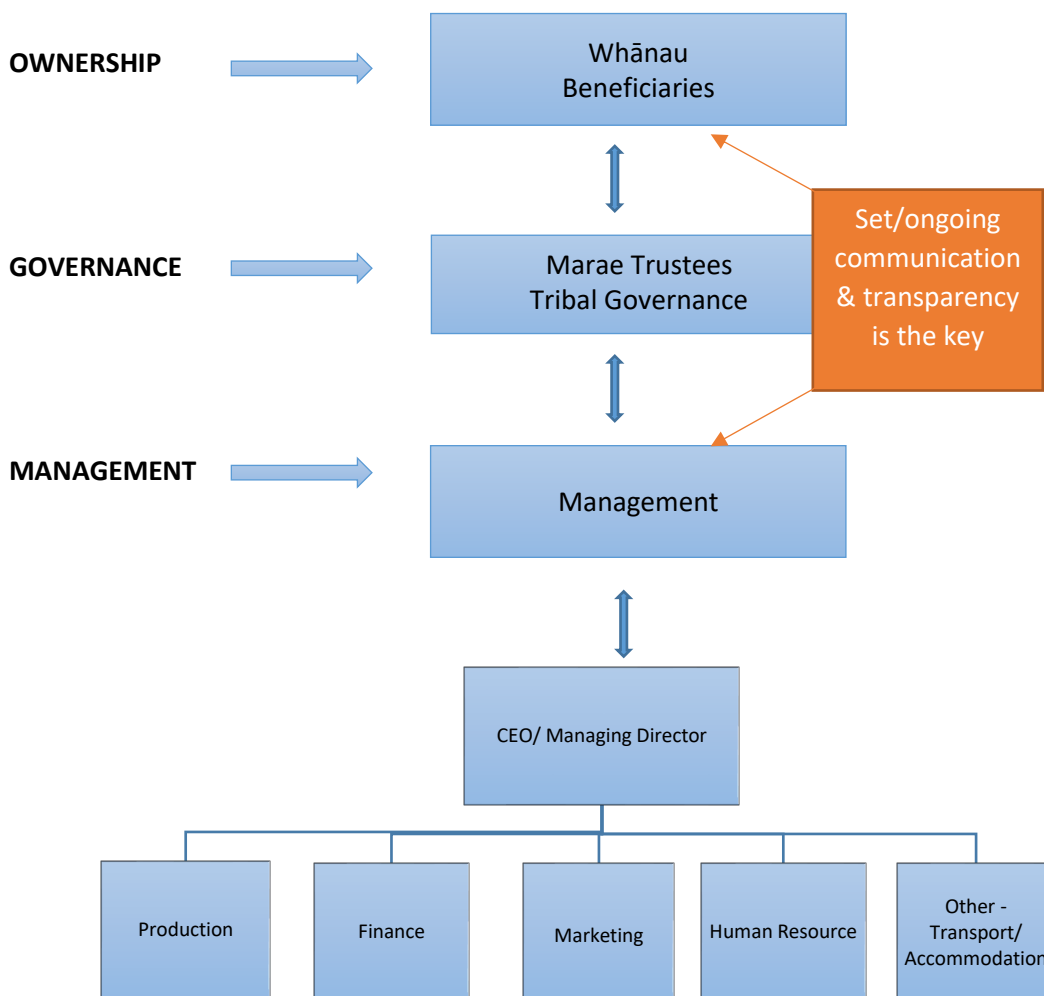 OWNERSHIP
Whānau
Beneficiaries
GOVERNANCE
Marae Trustees
Tribal Governance
Set/ongoing
communication
& transparency
is the key
MANAGEMENT
Management
CEO/ Managing Director
Production
Finance
Marketing
Human Resource
Other -
Transport/
Accommodation